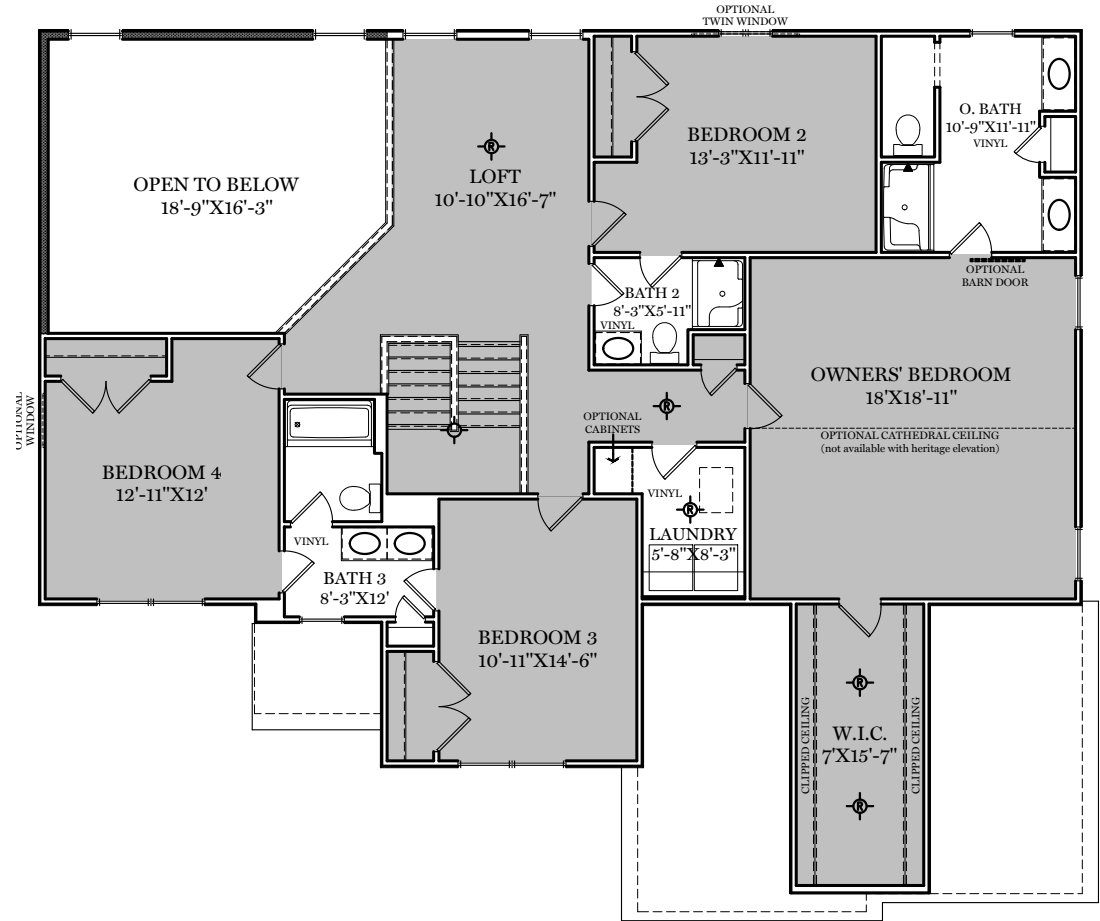 OPTIONAL
TWIN WINDOW
OPEN TO BELOW
18'-9"X16'-3"
R
LOFT
10'-10"X16'-7"
BEDROOM 2
13'-3"X11'-11"
O. BATH
10'-9"X11'-11"
VINYL
OPTIONAL
BARN DOOR
BATH 2
8'-3"X5'-11"
VINYL
OWNERS' BEDROOM
18'X18'-11"
OPTIONAL CATHEDRAL CEILING
(not available with heritage elevation)
R
OPTIONAL
CABINETS
OPTIONAL
WINDOW
BEDROOM 4
12'-11"X12'
VINYL
BATH 3
8'-3"X12'
VINYL
R
LAUNDRY
5'-8"X8'-3"
BEDROOM 3
10'-11"X14'-6"
R
CLIPPED CEILING
W.I.C.
7'X15'-7"
CLIPPED CEILING
R